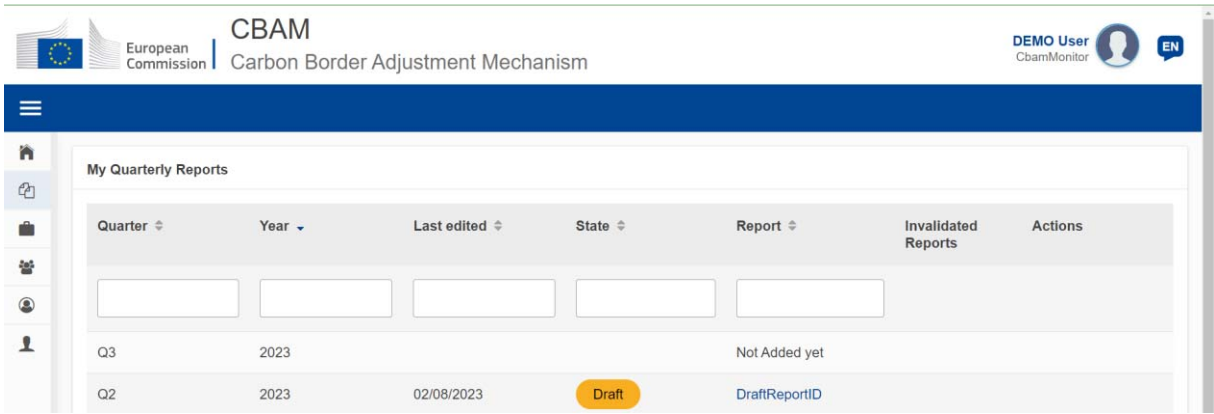 European
Commission
CBAM
Carbon Border Adjustment Mechanism
DEMO User
CbamMonitor
EN
My Quarterly Reports
Quarter Year Last edited State Report Invalidated Reports Actions
Q3 2023 Not Added yet
Q2 2023 02/08/2023 Draft DraftReportID